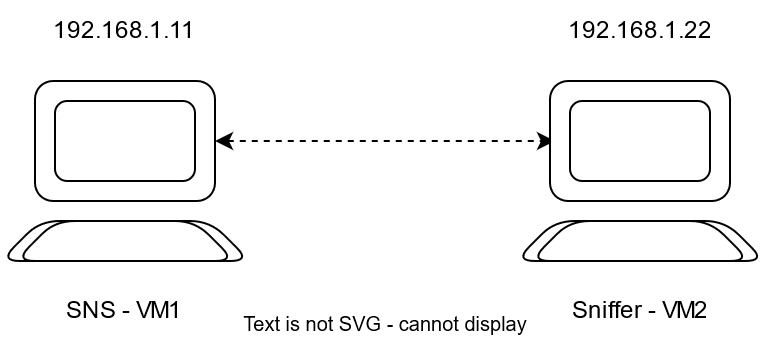 192.168.1.11
192.168.1.22
SNS - VM1
Sniffer - VM2
Text is not SVG - cannot display